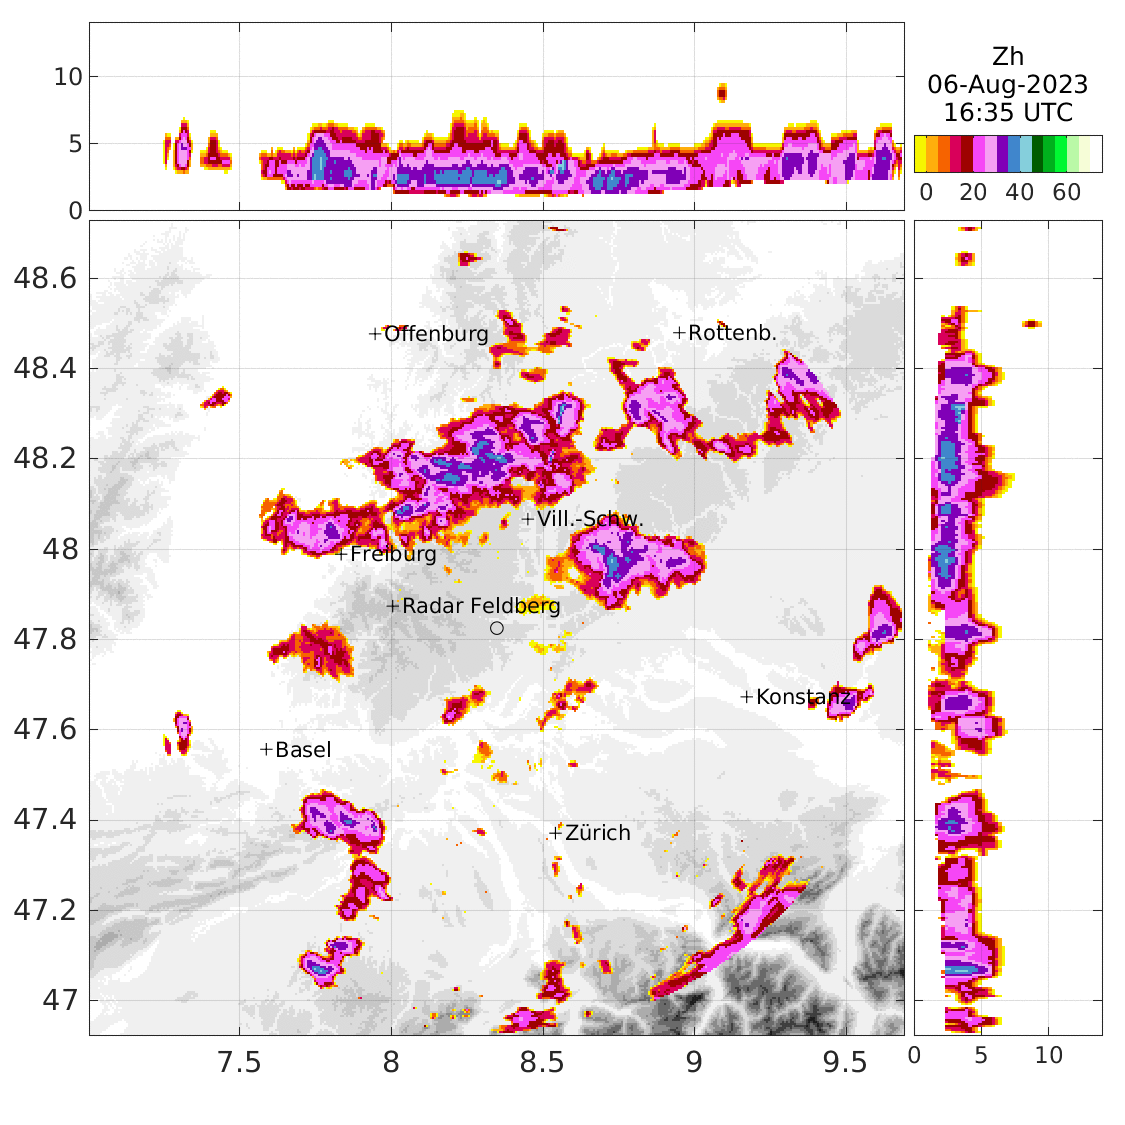 10
5
0
Zh
06-Aug-2023
16:35 UTC
0 20 40 60
48.6
48.4
48.2
48
47.8
47.6
47.4
47.2
47
+Offenburg
+Rottenb.
+Vill.-Schw.
+Freiburg
+Radar Feldberg
+Konstanz
+Basel
+Zürich
7.5 8 8.5 9 9.5
0 5 10